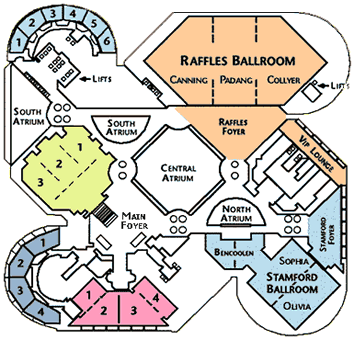 1 2 3 4 5 6
RAFFLES BALLROOM
CANNING PADANG COLLYER
LIFTS
LIFTS
SOUTH
ATRIUM
SOUTH
ATRIUM
RAFFLES
FOYER
1
2
3
VIP LOUNGE
CENTRAL
ATRIUM
MAIN
FOYER
NORTH
ATRIUM
STAMFORD
FOYER
1
2
3
4
BENCOOLEN
SOPHIA
STAMFORD
BALLROOM
OLIVIA
1 2 3 4